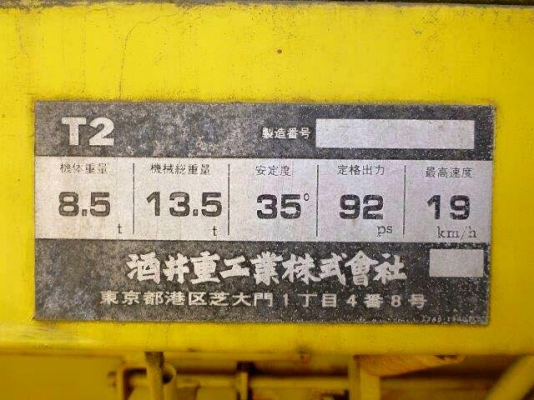 T2 製造番号
機体重量 機械総重量 安定度 定格出力 最高速度
8.5 t 13.5 t 35° 92 ps 19 km/h
酒井重工業株式會社
東京都港区芝大門1丁目4番8号